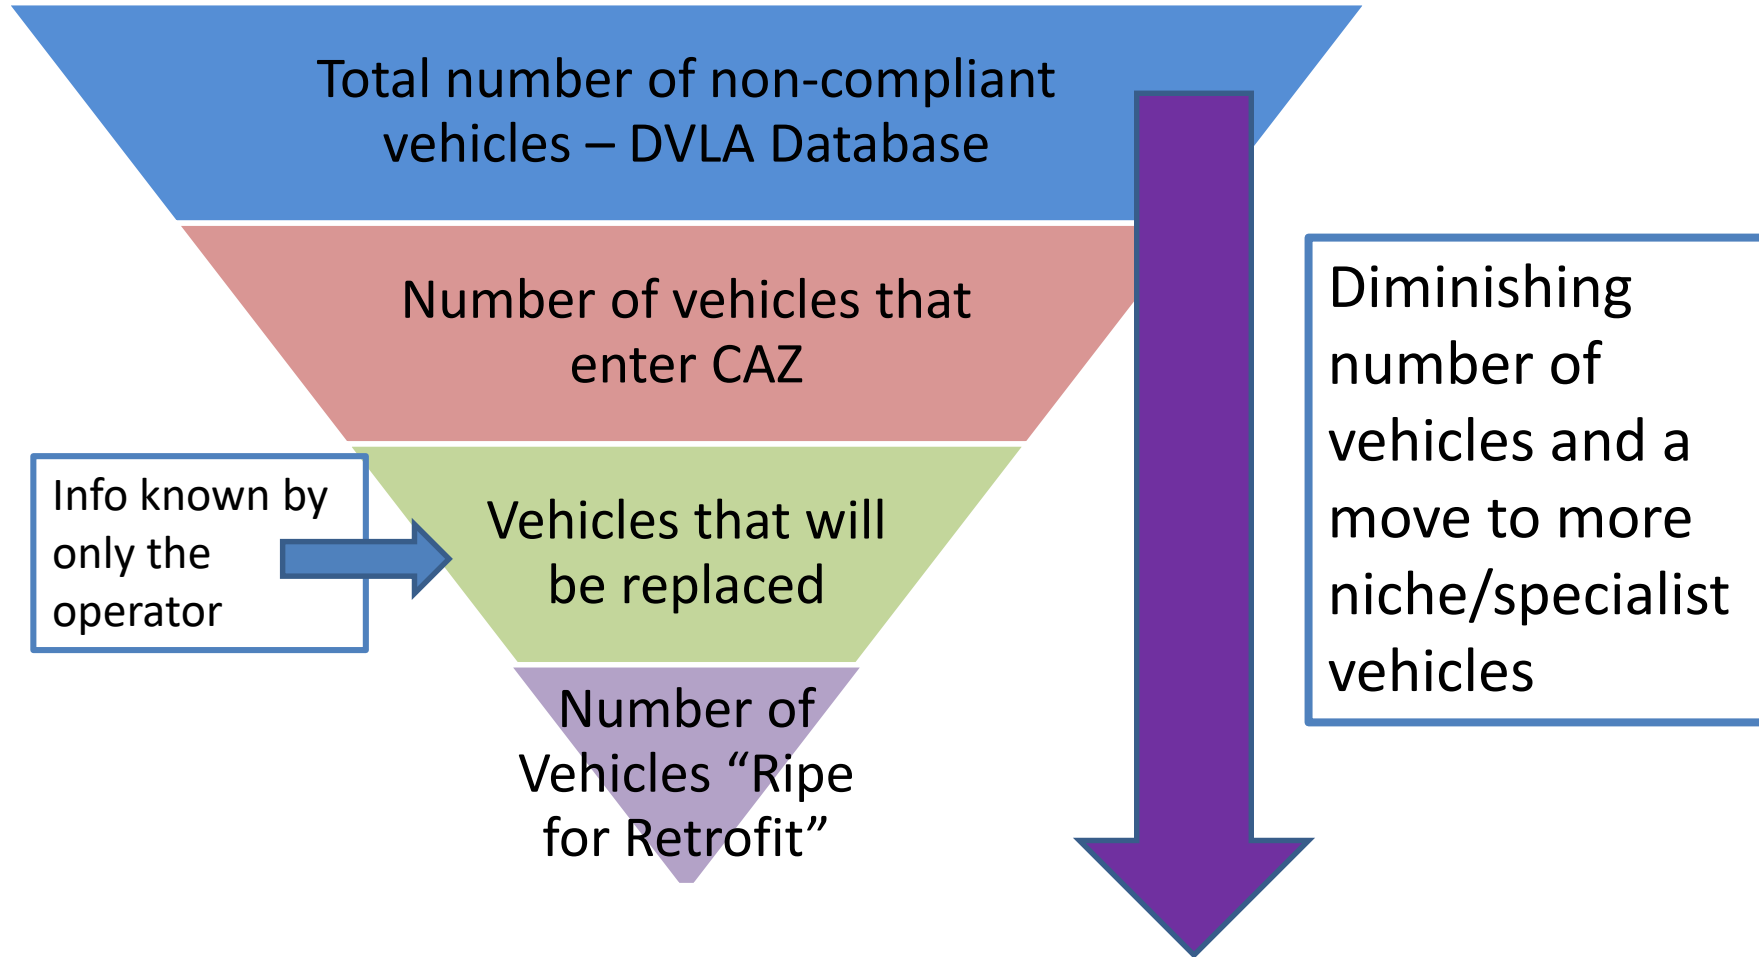 Total number of non-compliant
vehicles – DVLA Database
Number of vehicles that
enter CAZ
Info known by
only the
operator
Vehicles that will
be replaced
Number of
Vehicles “Ripe
for Retrofit”
Diminishing
number of
vehicles and a
move to more
niche/specialist
vehicles